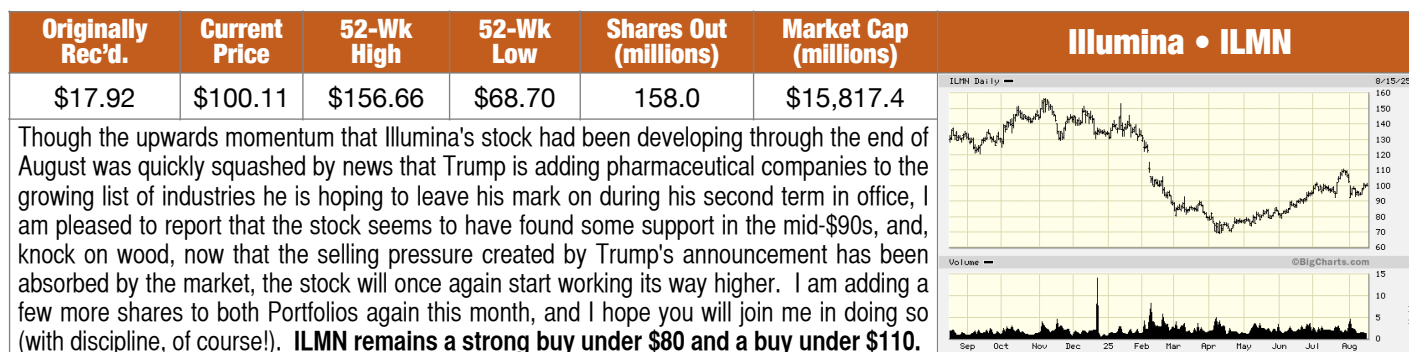 Originally Rec'd.
Current Price
52-Wk High
52-Wk Low
Shares Out (millions)
Market Cap (millions)
Illumina • ILMN
$17.92 $100.11 $156.66 $68.70 158.0 $15,817.4
Though the upwards momentum that Illumina's stock had been developing through the end of
August was quickly squashed by news that Trump is adding pharmaceutical companies to the
growing list of industries he is hoping to leave his mark on during his second term in office, I
am pleased to report that the stock seems to have found some support in the mid-$90s, and,
knock on wood, now that the selling pressure created by Trump's announcement has been
absorbed by the market, the stock will once again start working its way higher. I am adding a
few more shares to both Portfolios again this month, and I hope you will join me in doing so
(with discipline, of course!). ILMN remains a strong buy under $80 and a buy under $110.
ILMN Daily 8/15/25
160
150
140
130
120
110
100
90
80
70
60
Volume ©BigCharts.com
15
10
5
0
Sep Oct Nov Dec 25 Feb Mar Apr May Jun Jul Aug